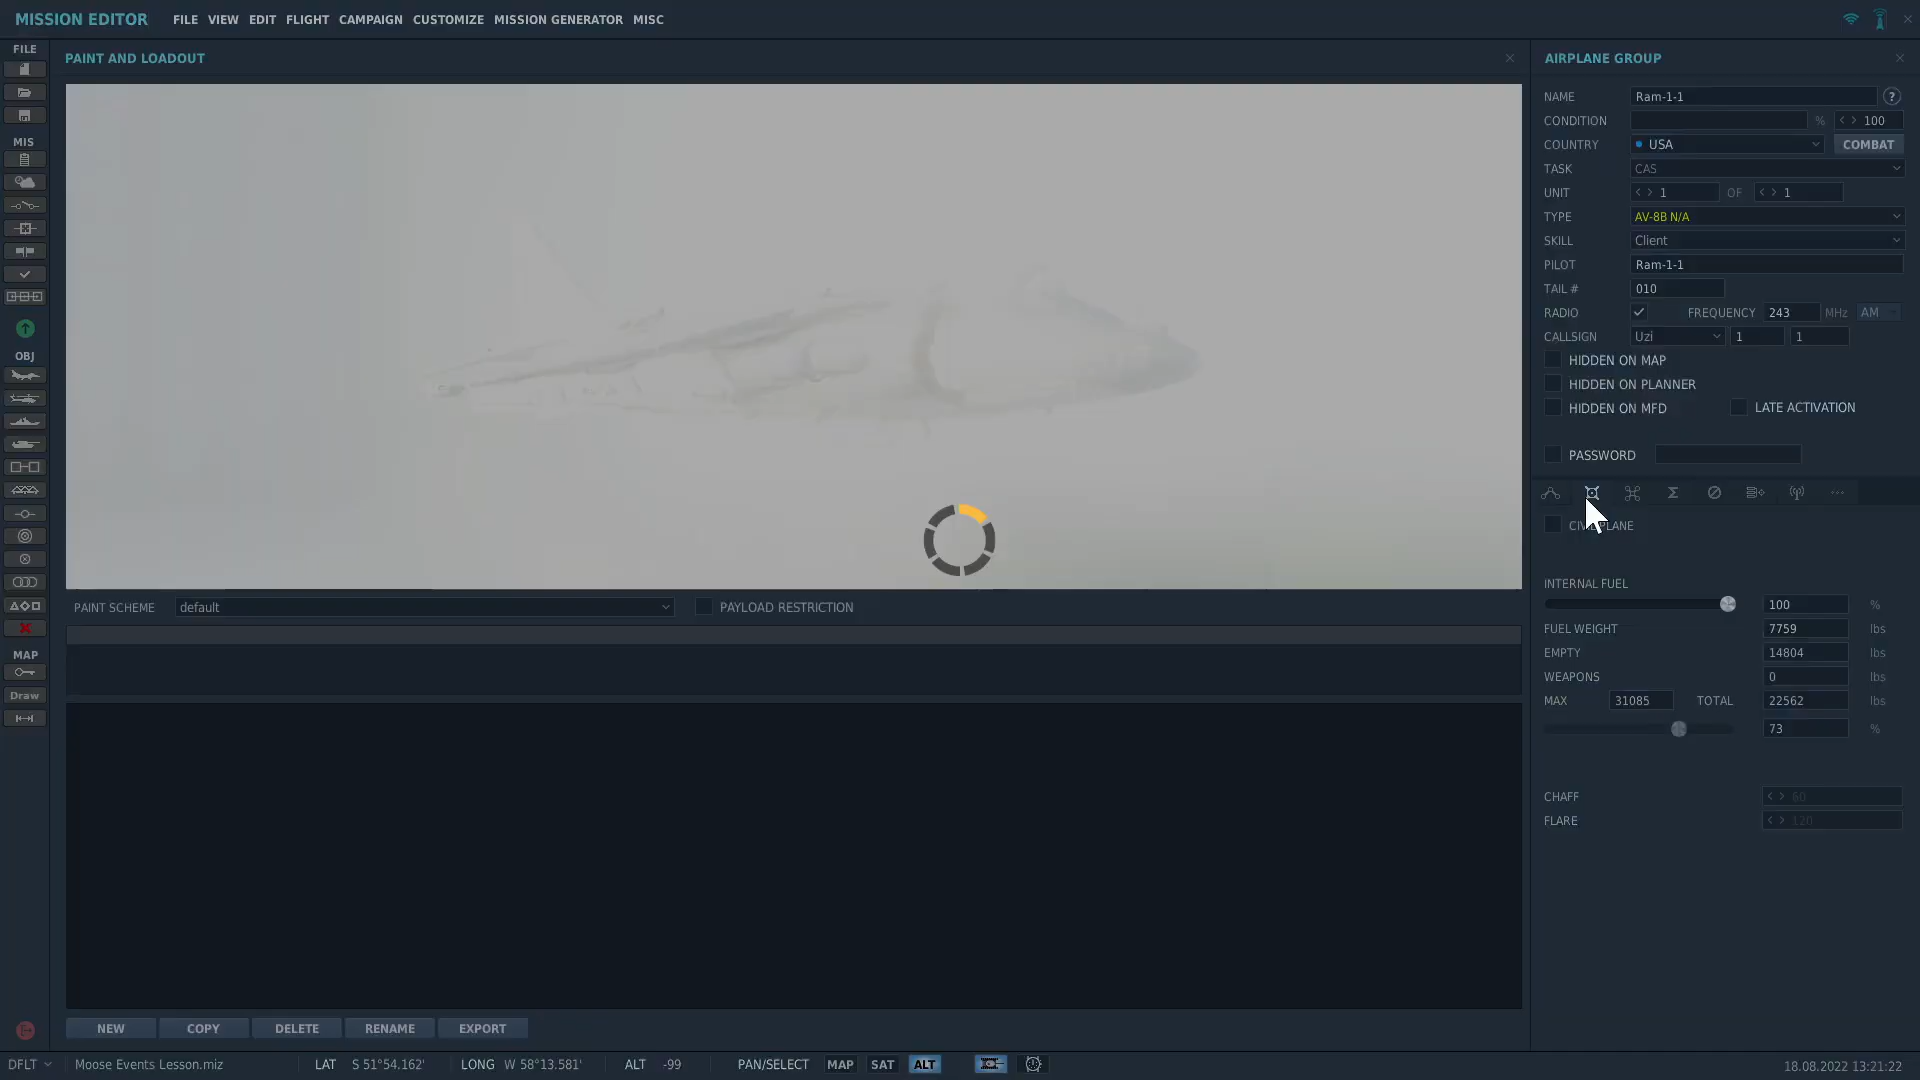 MISSION EDITOR FILE VIEW EDIT FLIGHT CAMPAIGN CUSTOMIZE MISSION GENERATOR MISC
FILE
MIS
OBJ
MAP
Draw
PAINT AND LOADOUT
PAINT SCHEME default PAYLOAD RESTRICTION
NEW COPY DELETE RENAME EXPORT
AIRPLANE GROUP
NAME Ram-1-1 ?
CONDITION % < > 100
COUNTRY USA COMBAT
TASK CAS
UNIT < > 1 OF < > 1
TYPE AV-8B N/A
SKILL Client
PILOT Ram-1-1
TAIL # 010
RADIO FREQUENCY 243 MHz AM
CALLSIGN Uzi 1 1
HIDDEN ON MAP
HIDDEN ON PLANNER
HIDDEN ON MFD LATE ACTIVATION
PASSWORD
PLANE
INTERNAL FUEL
100 %
FUEL WEIGHT 7759 lbs
EMPTY 14804 lbs
WEAPONS 0 lbs
MAX 31085 TOTAL 22562 lbs
73 %
CHAFF < > 60
FLARE < > 120
DFLT Moose Events Lesson.miz LAT S 51°54.162' LONG W 58°13.581' ALT -99 PAN/SELECT MAP SAT ALT 18.08.2022 13:21:22